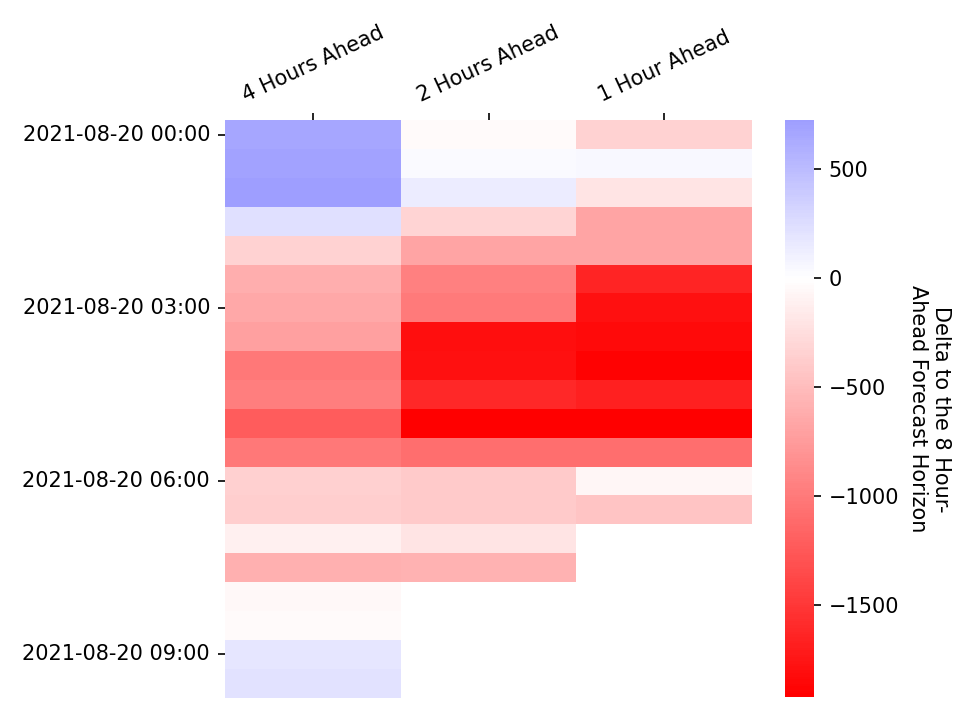 4 Hours Ahead
2 Hours Ahead
1 Hour Ahead
2021-08-20 00:00
2021-08-20 03:00
2021-08-20 06:00
2021-08-20 09:00
500
0
−500
−1000
−1500
Delta to the 8 Hour-
Ahead Forecast Horizon